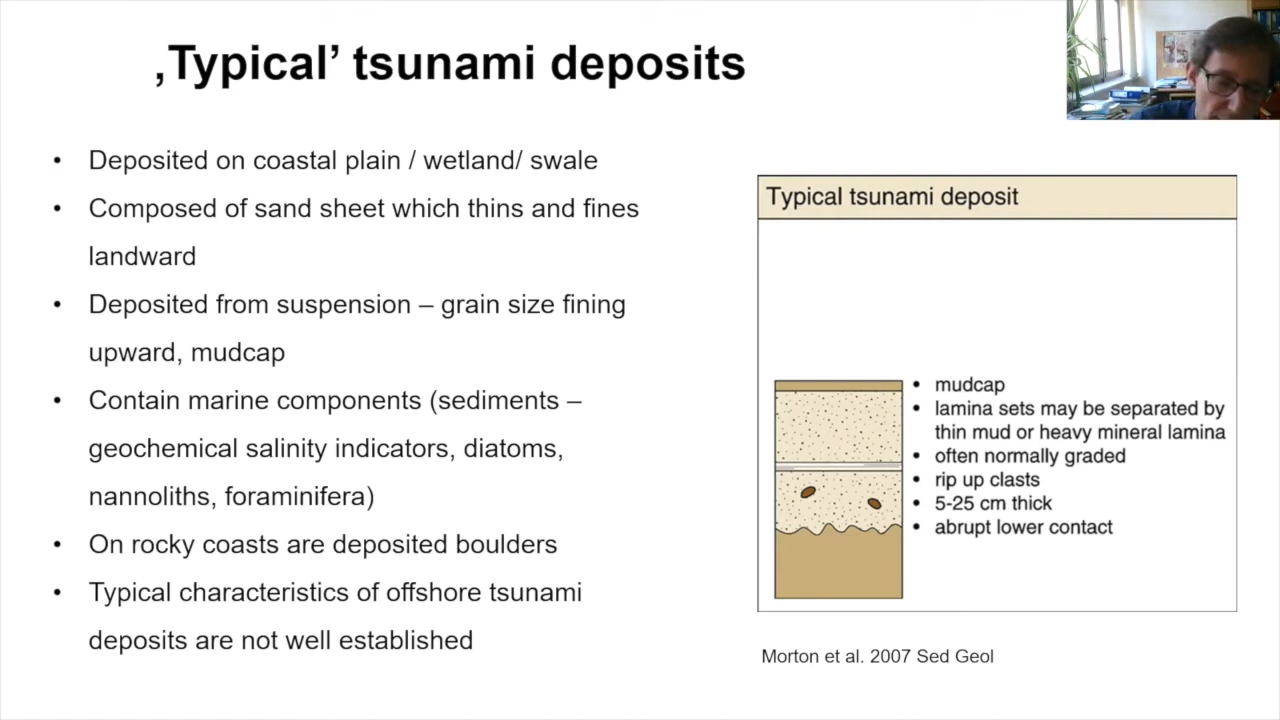 ‚Typical’ tsunami deposits
• Deposited on coastal plain / wetland/ swale
• Composed of sand sheet which thins and fines
landward
• Deposited from suspension – grain size fining
upward, mudcap
• Contain marine components (sediments –
geochemical salinity indicators, diatoms,
nannoliths, foraminifera)
• On rocky coasts are deposited boulders
• Typical characteristics of offshore tsunami
deposits are not well established
Typical tsunami deposit
• mudcap
• lamina sets may be separated by
thin mud or heavy mineral lamina
• often normally graded
• rip up clasts
• 5-25 cm thick
• abrupt lower contact
Morton et al. 2007 Sed Geol